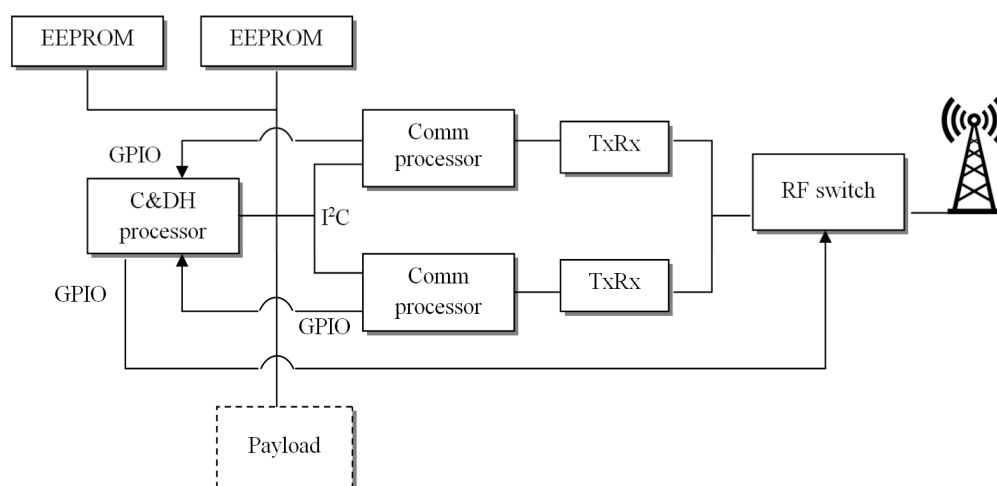 EEPROM
EEPROM
Comm
processor
TxRx
GPIO
C&DH
processor
I²C
RF switch
Comm
processor
TxRx
GPIO
GPIO
Payload